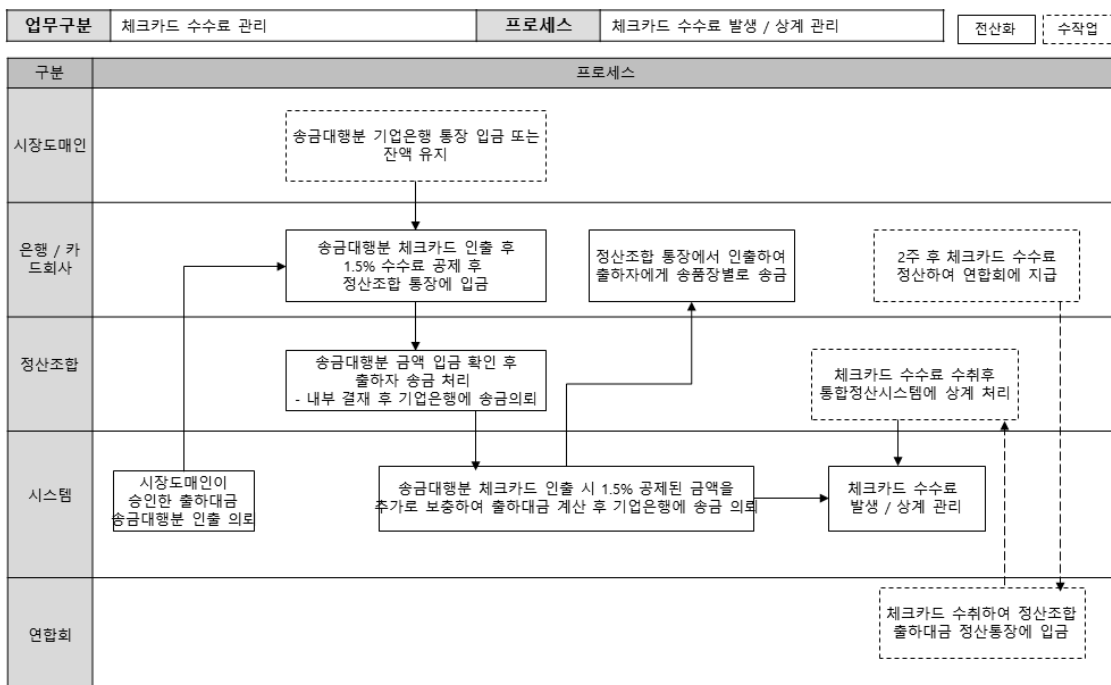 업무구분
체크카드 수수료 관리
프로세스
체크카드 수수료 발생 / 상계 관리
전산화
수작업
구분
프로세스
시장도매인
송금대행분 기업은행 통장 입금 또는
잔액 유지
은행 / 카
드회사
송금대행분 체크카드 인출 후
1.5% 수수료 공제 후
정산조합 통장에 입금
정산조합 통장에서 인출하여
출하자에게 송품장별로 송금
2주 후 체크카드 수수료
정산하여 연합회에 지급
정산조합
송금대행분 금액 입금 확인 후
출하자 송금 처리
- 내부 결재 후 기업은행에 송금의뢰
체크카드 수수료 수취후
통합정산시스템에 상계 처리
시스템
시장도매인이
승인한 출하대금
송금대행분 인출 의뢰
송금대행분 체크카드 인출 시 1.5% 공제된 금액을
추가로 보충하여 출하대금 계산 후 기업은행에 송금 의뢰
체크카드 수수료
발생 / 상계 관리
연합회
체크카드 수취하여 정산조합
출하대금 정산통장에 입금